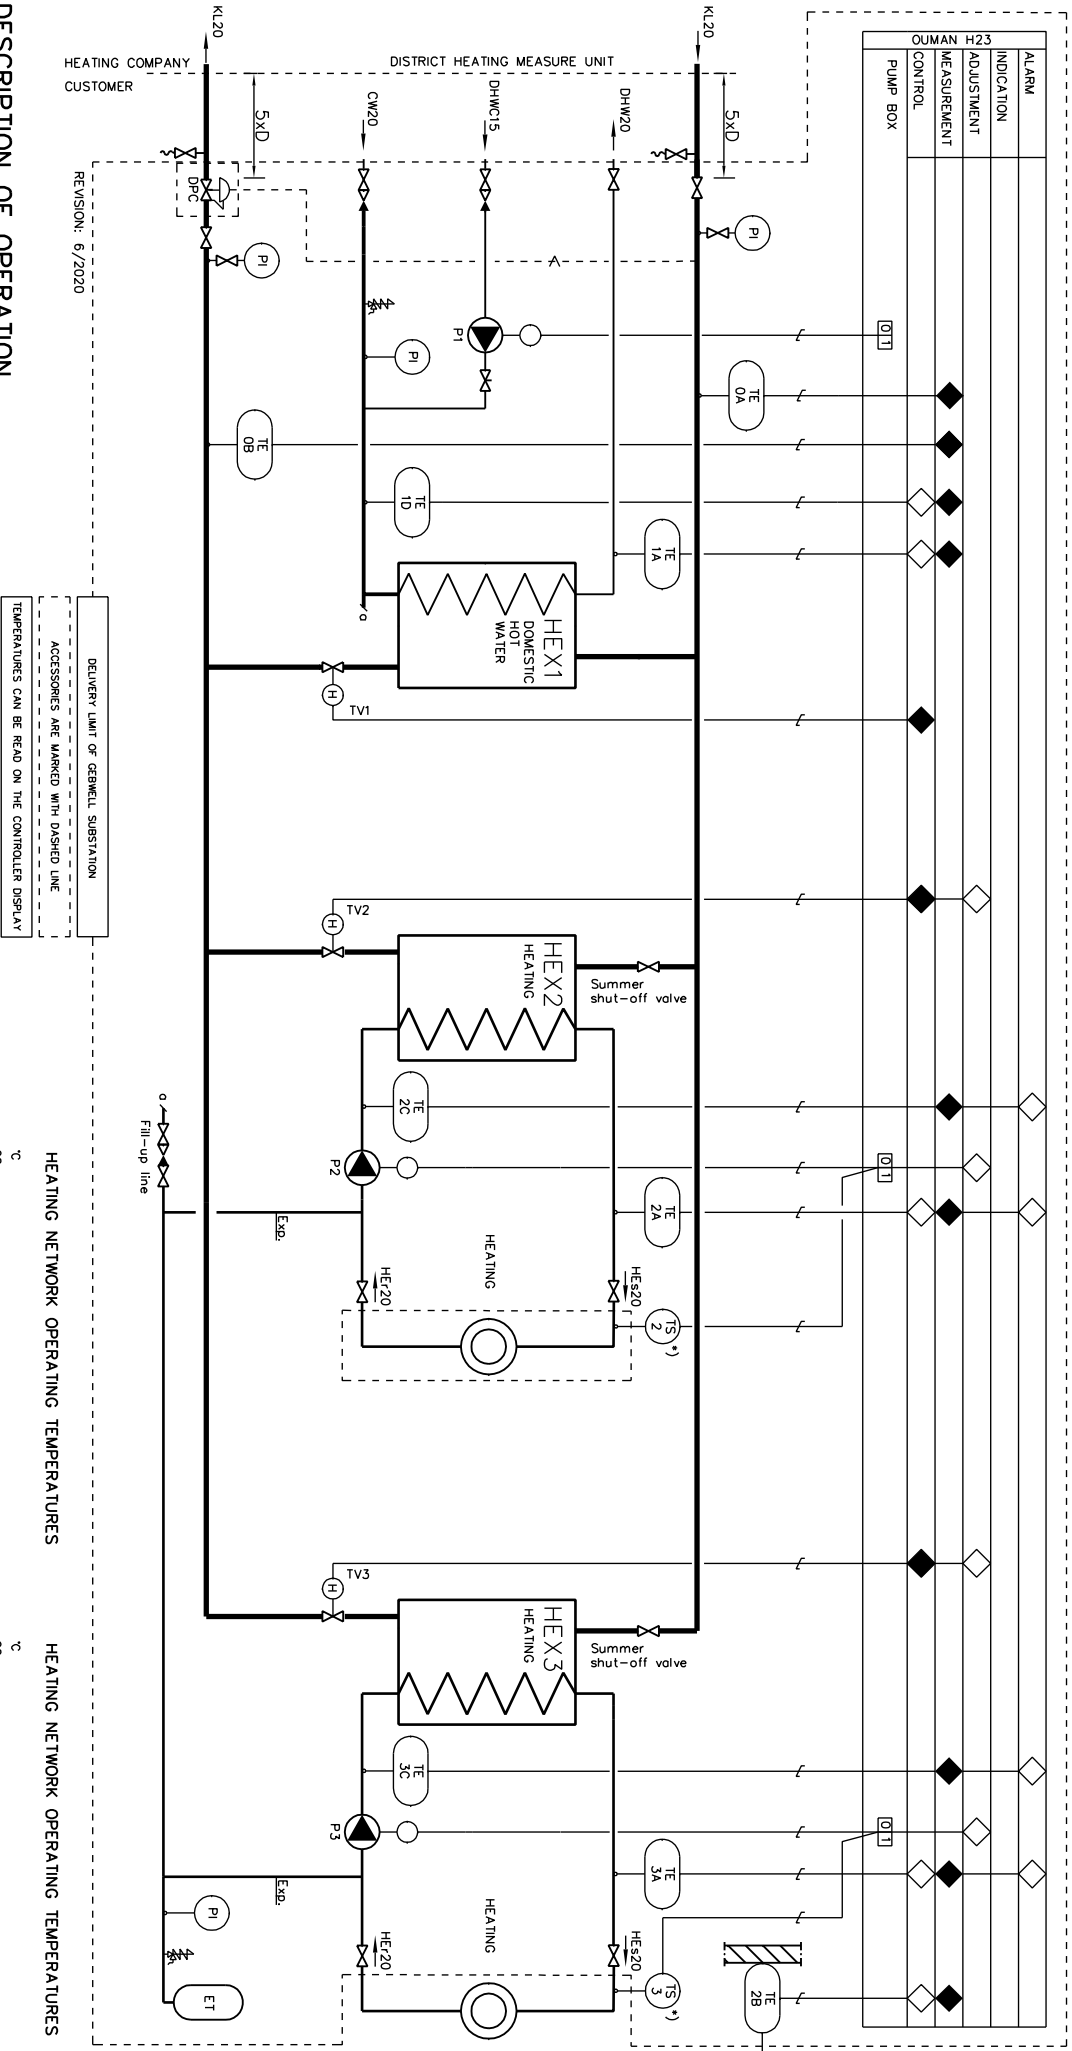 OUMAN H23
ALARM
INDICATION
ADJUSTMENT
MEASUREMENT
CONTROL
PUMP BOX
KL20
KL20
HEATING COMPANY
CUSTOMER
DISTRICT HEATING MEASURE UNIT
5xD
5xD
CW20
DHWC15
DHW20
DPC
PI
PI
PI
P1
0 1
TE
0A
TE
0B
TE
1D
TE
1A
HEX1
DOMESTIC
HOT
WATER
a
H
TV1
H
TV2
HEX2
HEATING
Summer
shut-off valve
TE
2C
P2
0 1
TE
2A
Exp.
HEATING
HEr20
HEs20
TS
2
*)
a
Fill-up line
H
TV3
HEX3
HEATING
Summer
shut-off valve
TE
3C
P3
0 1
TE
3A
Exp.
PI
HEATING
HEr20
HEs20
TS
3
*)
TE
2B
ET
REVISION: 6/2020
DELIVERY LIMIT OF GEBWELL SUBSTATION
ACCESSORIES ARE MARKED WITH DASHED LINE
TEMPERATURES CAN BE READ ON THE CONTROLLER DISPLAY
DESCRIPTION OF OPERATION
HEATING NETWORK OPERATING TEMPERATURES
°C
HEATING NETWORK OPERATING TEMPERATURES
°C